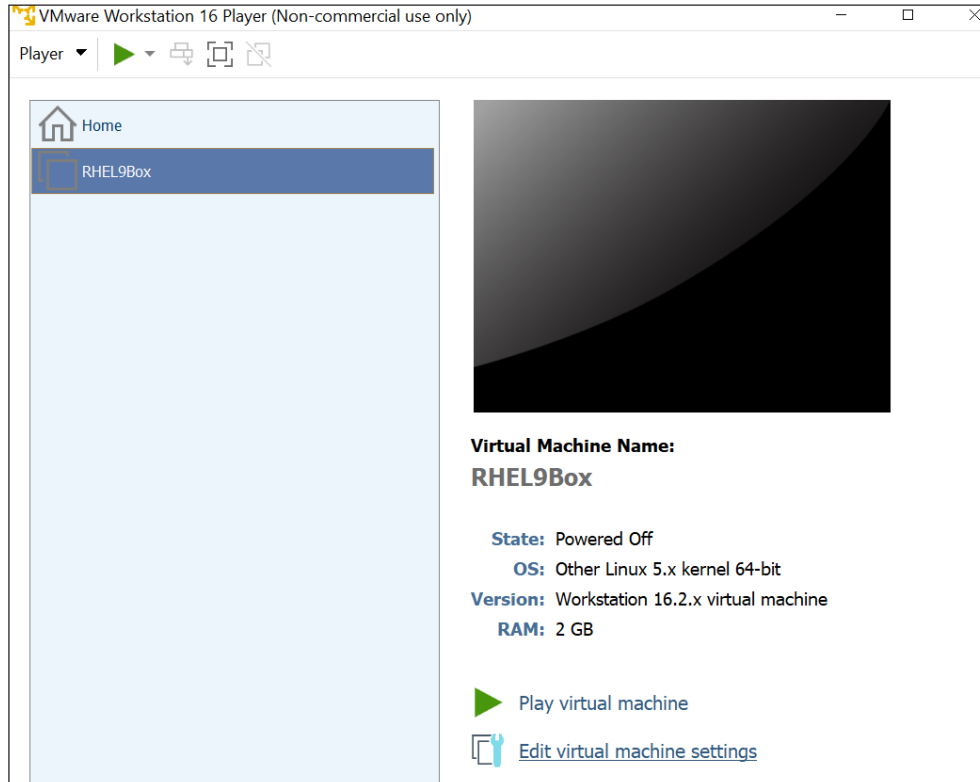 VMware Workstation 16 Player (Non-commercial use only)
Player
Home
RHEL9Box
Virtual Machine Name:
RHEL9Box
State: Powered Off
OS: Other Linux 5.x kernel 64-bit
Version: Workstation 16.2.x virtual machine
RAM: 2 GB
Play virtual machine
Edit virtual machine settings